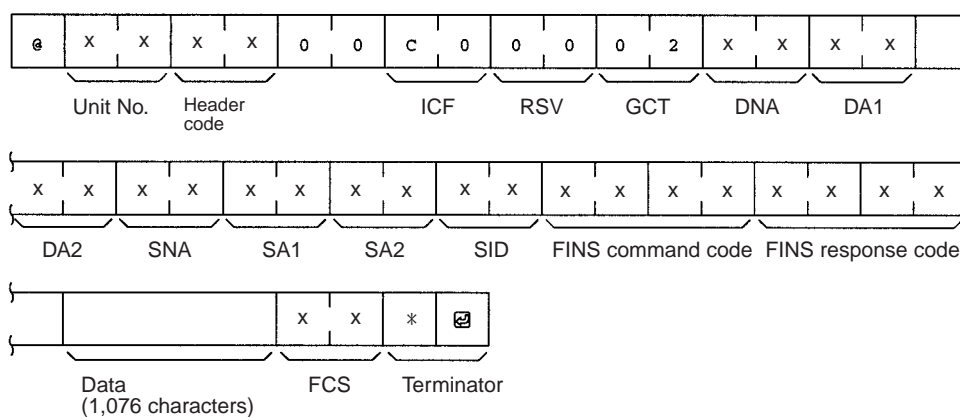 @ x x x x 0 0 C 0 0 0 0 2 x x x x
Unit No. Header code ICF RSV GCT DNA DA1
x x x x x x x x x x x x x x x x x x
DA2 SNA SA1 SA2 SID FINS command code FINS response code
x x * ↵
Data FCS Terminator
(1,076 characters)